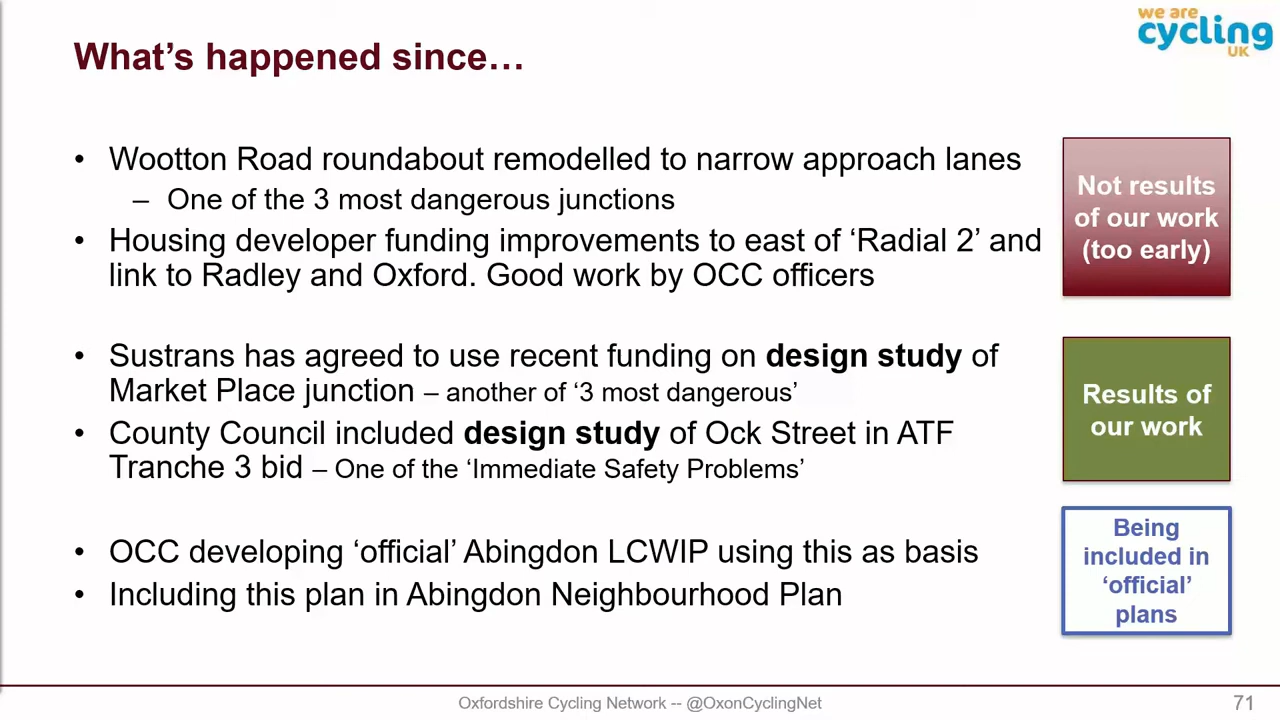 we are
cycling
UK
What’s happened since…
• Wootton Road roundabout remodelled to narrow approach lanes
– One of the 3 most dangerous junctions
• Housing developer funding improvements to east of ‘Radial 2’ and
link to Radley and Oxford. Good work by OCC officers
Not results
of our work
(too early)
• Sustrans has agreed to use recent funding on design study of
Market Place junction – another of ‘3 most dangerous’
• County Council included design study of Ock Street in ATF
Tranche 3 bid – One of the ‘Immediate Safety Problems’
Results of
our work
• OCC developing ‘official’ Abingdon LCWIP using this as basis
• Including this plan in Abingdon Neighbourhood Plan
Being
included in
‘official’
plans
Oxfordshire Cycling Network -- @OxonCyclingNet
71